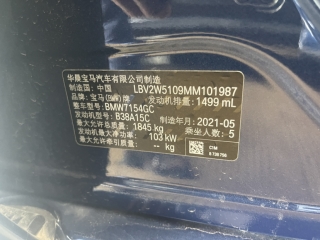 华晨宝马汽车有限公司制造
制造国：中国 LBV2W5109MM101987
品牌：宝马(BMW)牌 发动机排量：1499 mL
整车型号：BMW7154GC
发动机型号：B38A15C 制造年月：2021-05
最大允许总质量：1845 kg 乘坐人数：5
发动机最大净功率：103 kW
最大允许牵引质量：-- kg